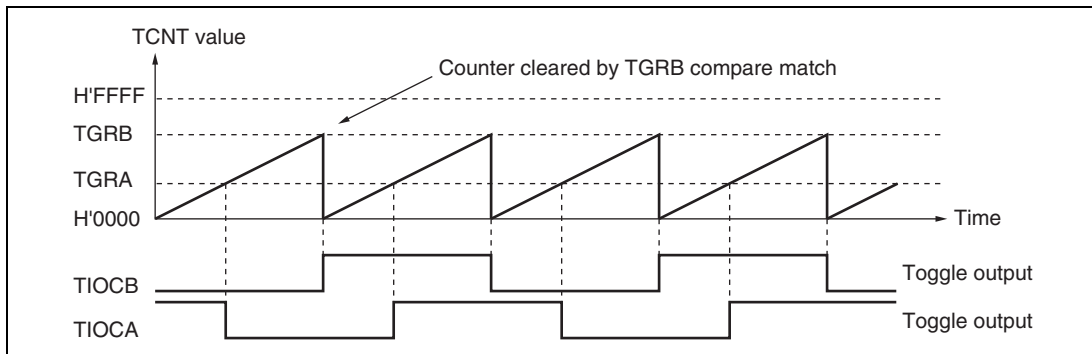 TCNT value
Counter cleared by TGRB compare match
H'FFFF
TGRB
TGRA
H'0000
Time
TIOCB
Toggle output
TIOCA
Toggle output